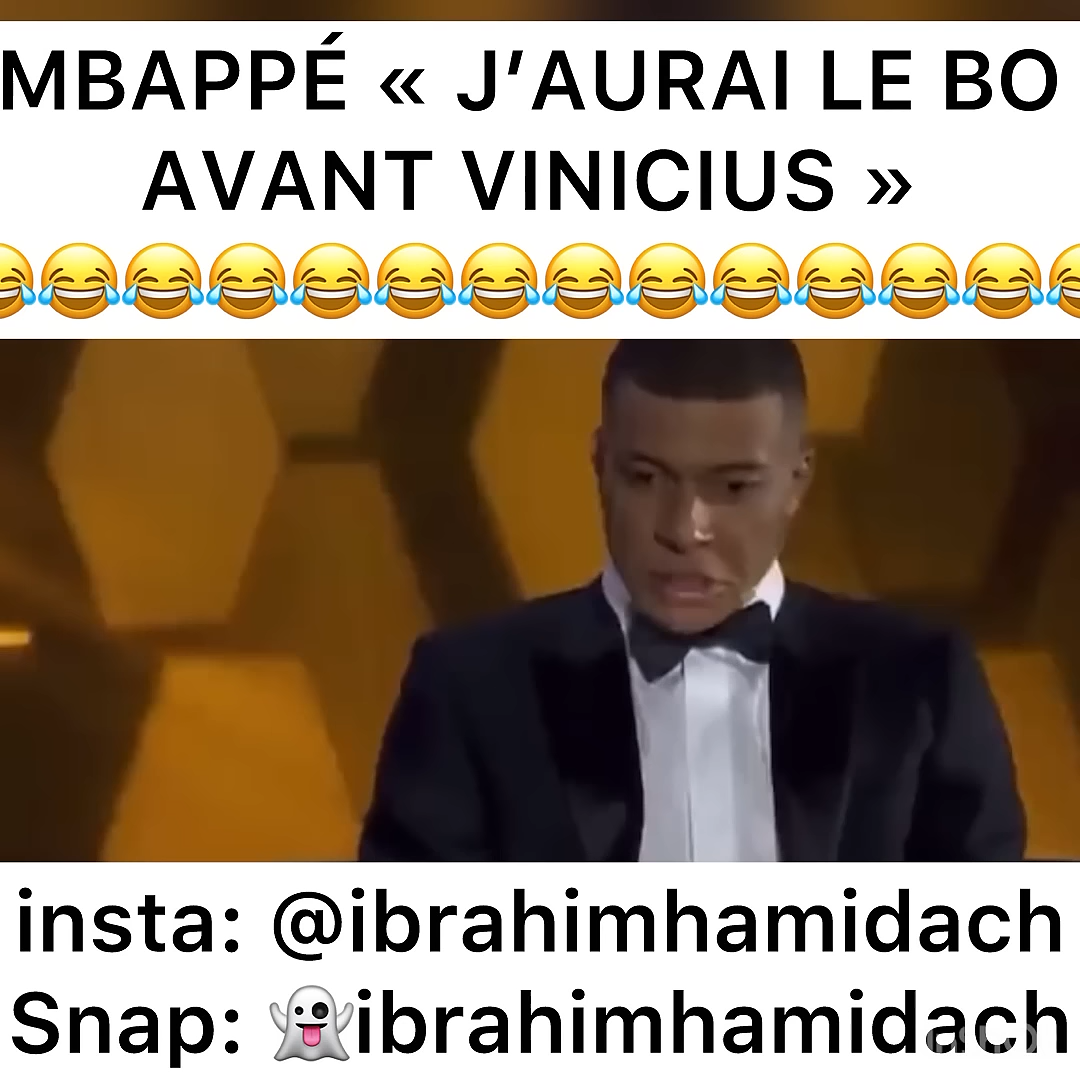 MBAPPÉ « J’AURAI LE BO
AVANT VINICIUS »
😂😂😂😂😂😂😂😂😂😂😂😂😂😂
insta: @ibrahimhamidach
Snap: 👻ibrahimhamidach